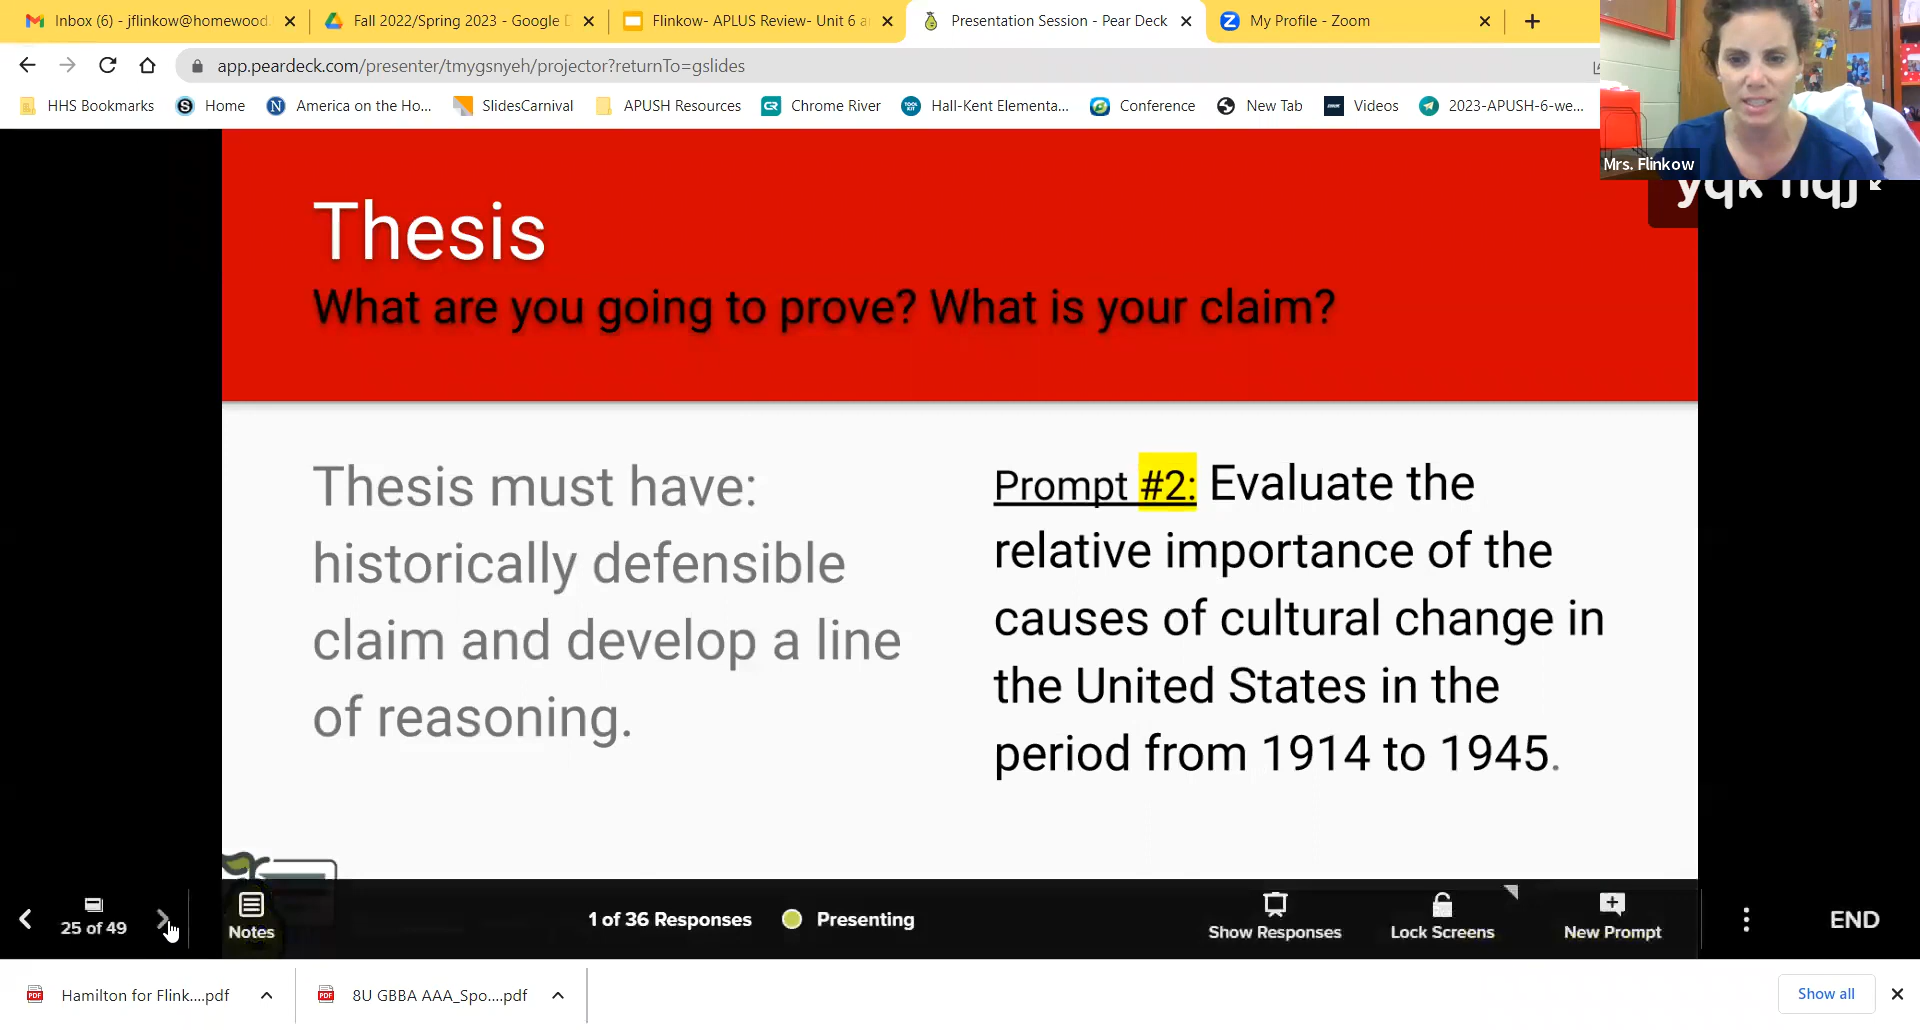 Inbox (6) - jflinkow@homewood.
Fall 2022/Spring 2023 - Google D
Flinkow- APLUS Review- Unit 6 a
Presentation Session - Pear Deck
My Profile - Zoom
app.peardeck.com/presenter/tmygsnyeh/projector?returnTo=gslides
HHS Bookmarks
Home
America on the Ho...
SlidesCarnival
APUSH Resources
Chrome River
Hall-Kent Elementa...
Conference
New Tab
Videos
2023-APUSH-6-we...
Mrs. Flinkow
Thesis
What are you going to prove? What is your claim?
Thesis must have:
historically defensible
claim and develop a line
of reasoning.
Prompt #2: Evaluate the
relative importance of the
causes of cultural change in
the United States in the
period from 1914 to 1945.
25 of 49
Notes
1 of 36 Responses
Presenting
Show Responses
Lock Screens
New Prompt
END
Hamilton for Flink....pdf
8U GBBA AAA_Spo....pdf
Show all